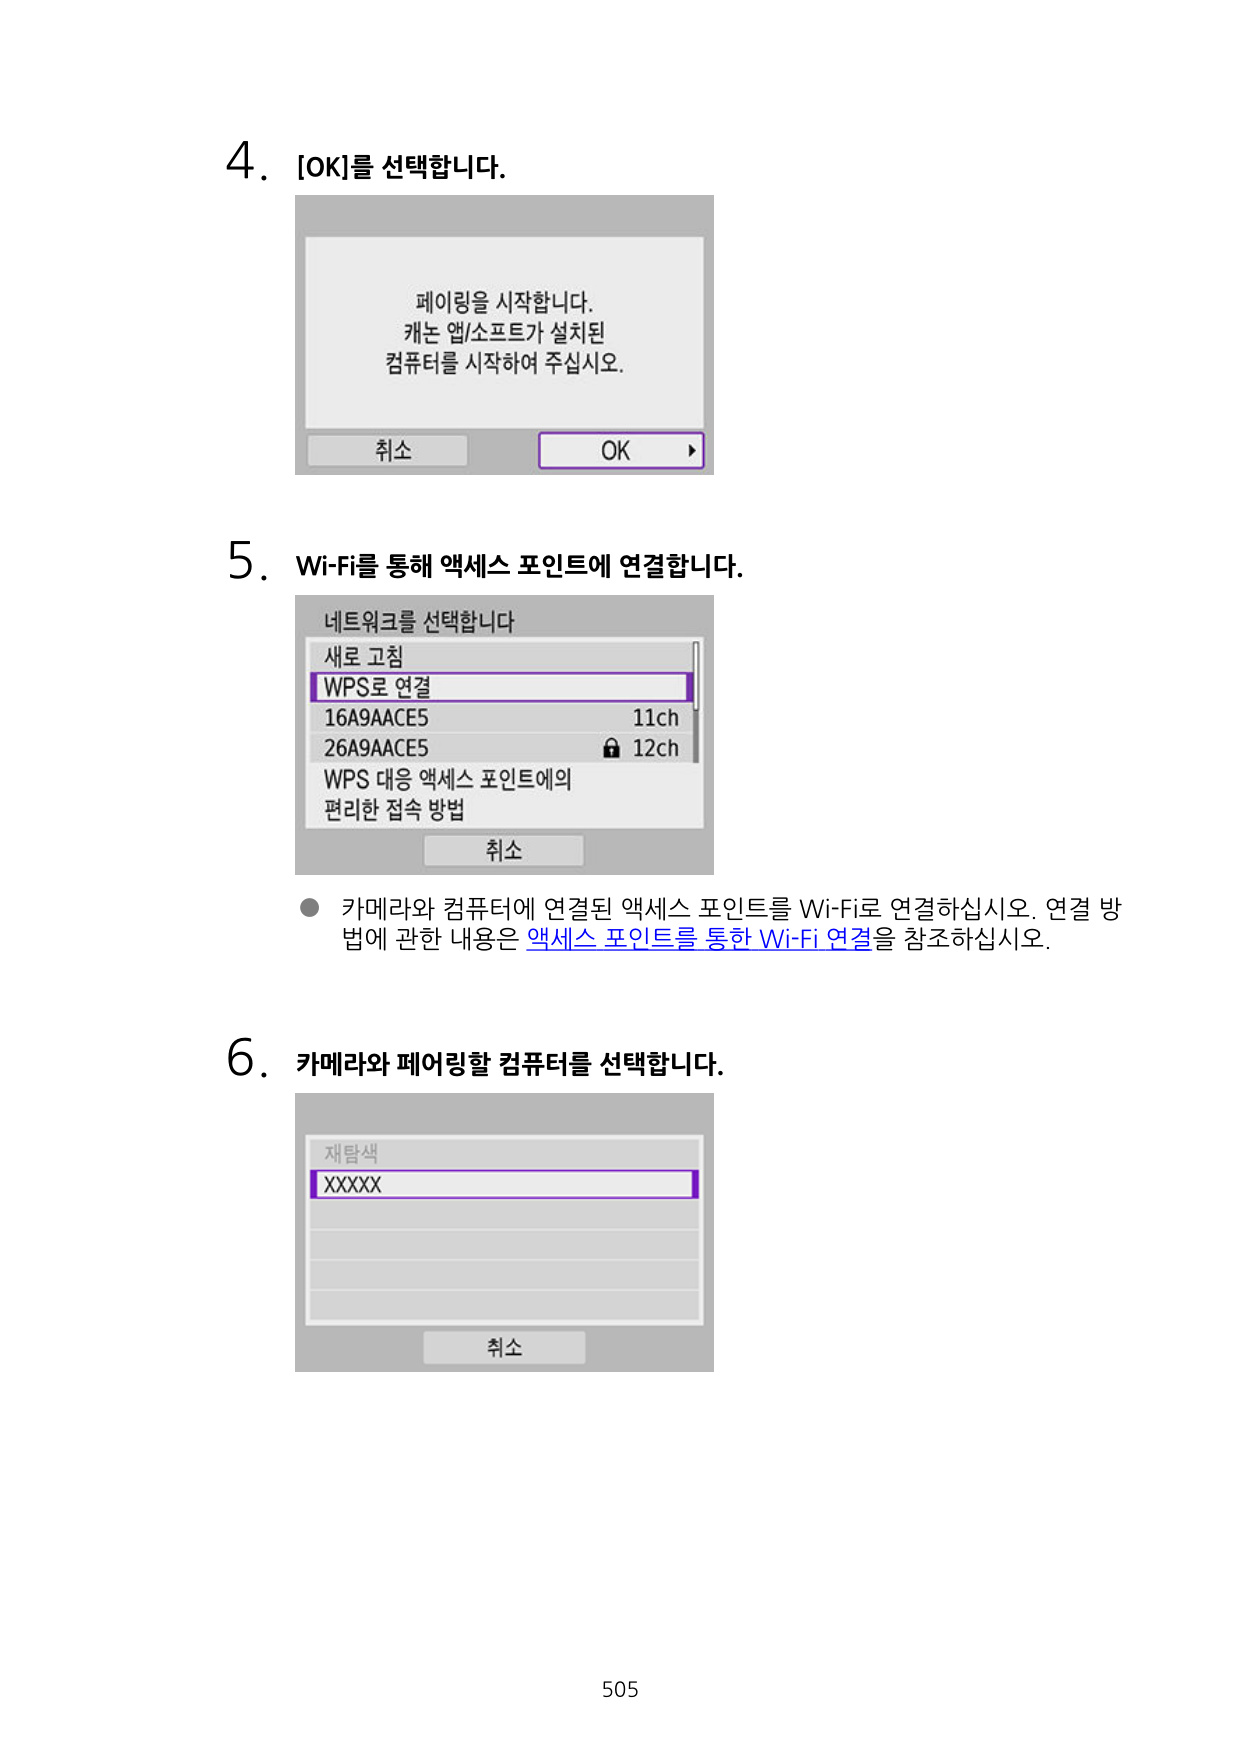 4. [OK]를 선택합니다.
페이링을 시작합니다.
캐논 앱/소프트가 설치된
컴퓨터를 시작하여 주십시오.
취소 OK
5. Wi-Fi를 통해 액세스 포인트에 연결합니다.
네트워크를 선택합니다
새로 고침
WPS로 연결
16A9AACE5 11ch
26A9AACE5 12ch
WPS 대응 액세스 포인트에의
편리한 접속 방법
취소
● 카메라와 컴퓨터에 연결된 액세스 포인트를 Wi-Fi로 연결하십시오. 연결 방
법에 관한 내용은 액세스 포인트를 통한 Wi-Fi 연결을 참조하십시오.
6. 카메라와 페어링할 컴퓨터를 선택합니다.
재탐색
XXXXX
취소
505